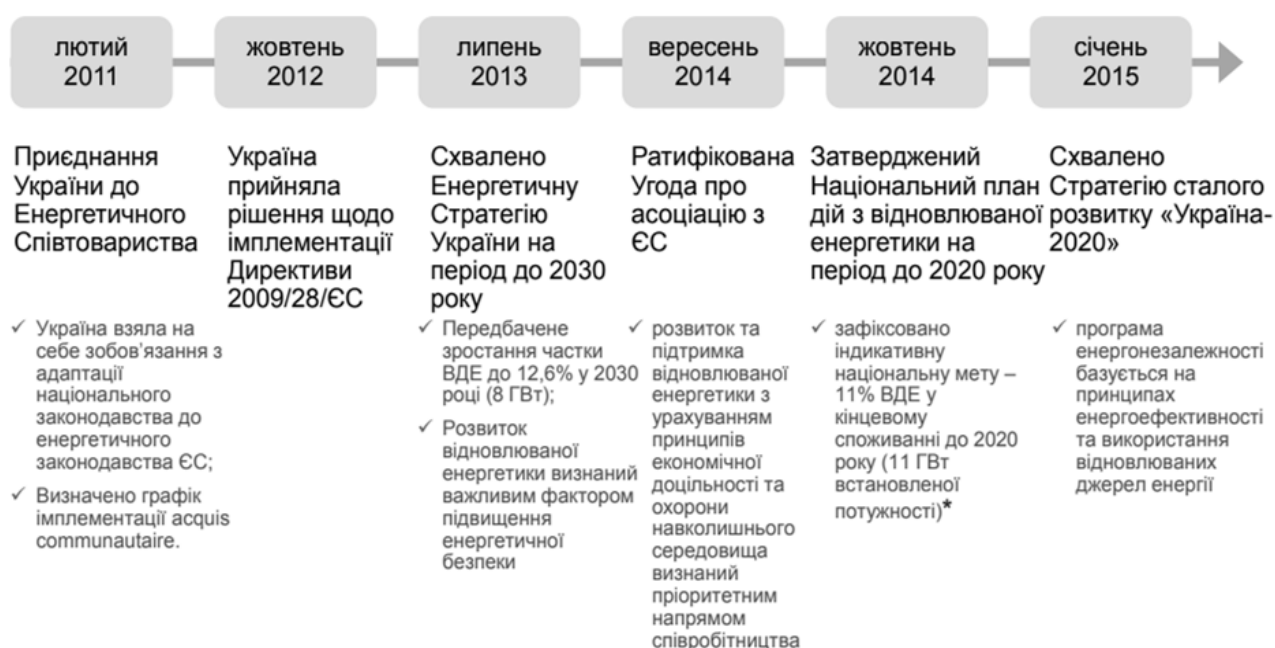 лютий
2011
жовтень
2012
липень
2013
вересень
2014
жовтень
2014
січень
2015
Приєднання
України до
Енергетичного
Співтовариства
✓ Україна взяла на
себе зобов’язання з
адаптації
національного
законодавства до
енергетичного
законодавства ЄС;
✓ Визначено графік
імплементації acquis
communautaire.
Україна
прийняла
рішення щодо
імплементації
Директиви
2009/28/ЄС
Схвалено
Енергетичну
Стратегію
України на
період до 2030
року
✓ Передбачене
зростання частки
ВДЕ до 12,6% у 2030
році (8 ГВт);
✓ Розвиток
відновлюваної
енергетики визнаний
важливим фактором
підвищення
енергетичної
безпеки
Ратифікована
Угода про
асоціацію з
ЄС
✓ розвиток та
підтримка
відновлюваної
енергетики з
урахуванням
принципів
економічної
доцільності та
охорони
навколишнього
середовища
визнаний
пріоритетним
напрямом
співробітництва
Затверджений
Національний план
дій з відновлюваної
енергетики на
період до 2020 року
✓ зафіксовано
індикативну
національну мету –
11% ВДЕ у
кінцевому
споживанні до 2020
року (11 ГВт
встановленої
потужності)*
Схвалено
Стратегію сталого
розвитку «Україна-
2020»
✓ програма
енергонезалежності
базується на
принципах
енергоефективності
та використання
відновлюваних
джерел енергії